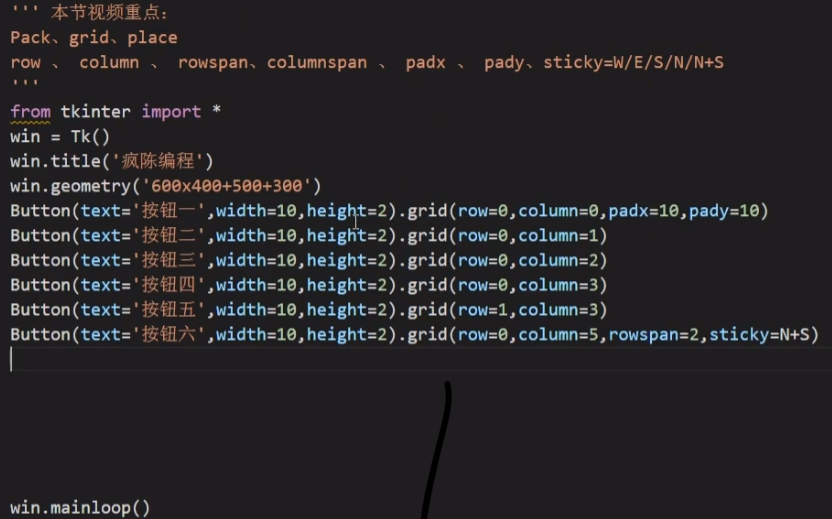 ''' 本节视频重点:
Pack、grid、place
row 、 column 、 rowspan、columnspan 、 padx 、 pady、sticky=W/E/S/N/N+S
'''
from tkinter import *
win = Tk()
win.title('疯陈编程')
win.geometry('600x400+500+300')
Button(text='按钮一',width=10,height=2).grid(row=0,column=0,padx=10,pady=10)
Button(text='按钮二',width=10,height=2).grid(row=0,column=1)
Button(text='按钮三',width=10,height=2).grid(row=0,column=2)
Button(text='按钮四',width=10,height=2).grid(row=0,column=3)
Button(text='按钮五',width=10,height=2).grid(row=1,column=3)
Button(text='按钮六',width=10,height=2).grid(row=0,column=5,rowspan=2,sticky=N+S)
win.mainloop()